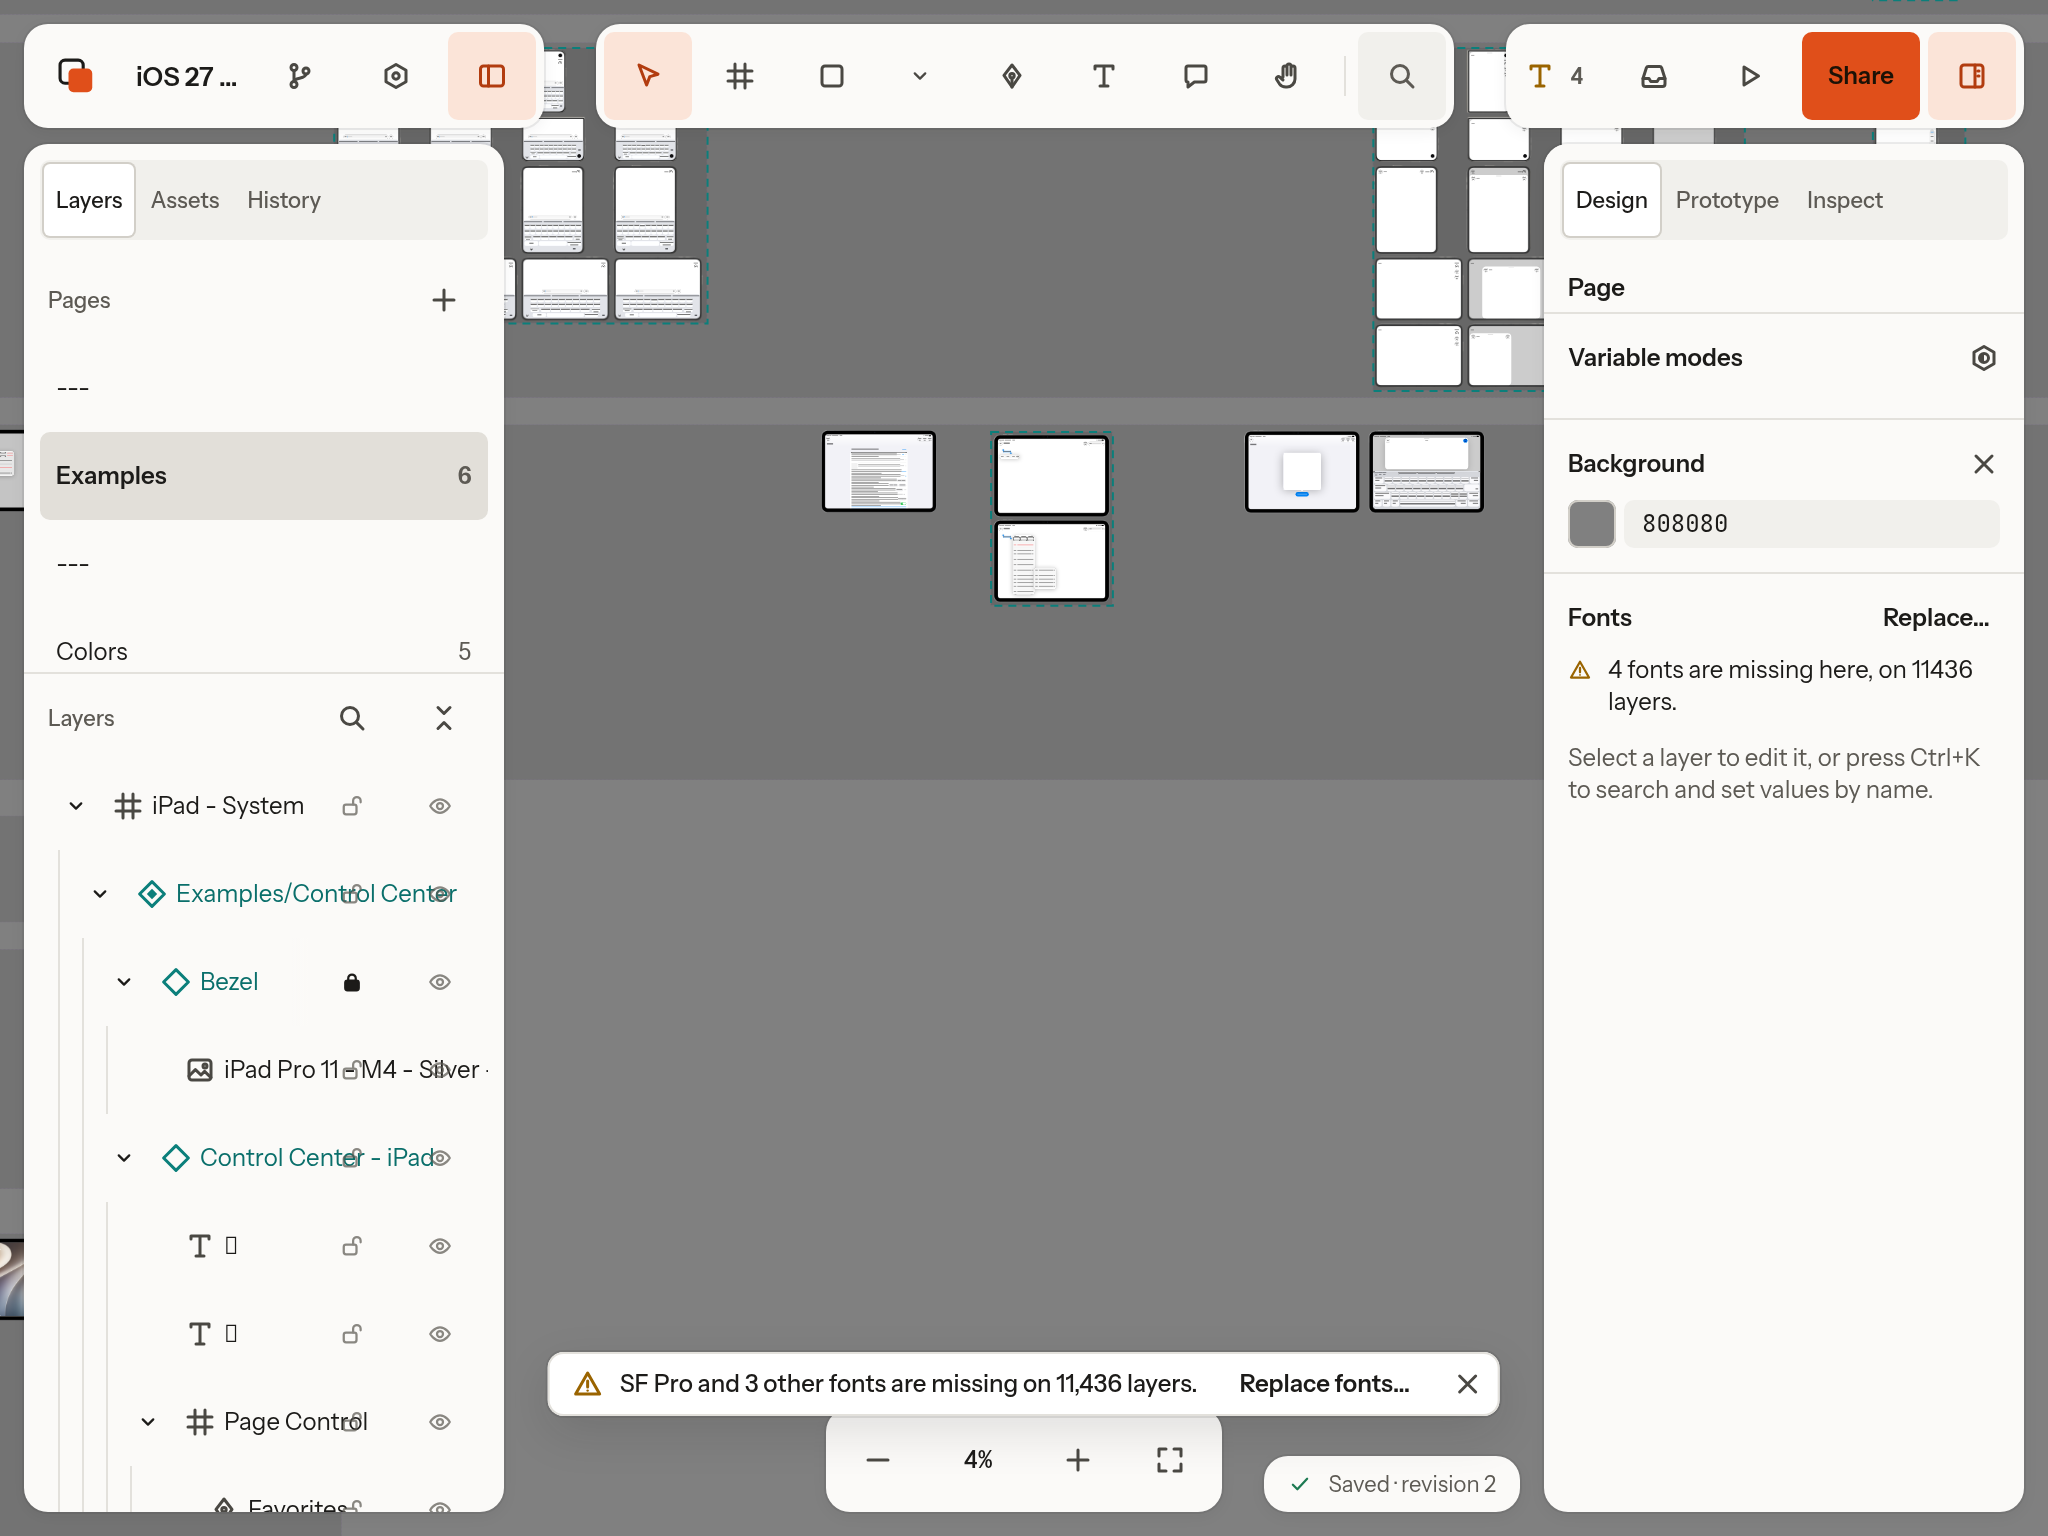 iOS 27 ...
4
Share
Layers
Assets
History
Pages
---
Examples
6
---
Colors
5
Layers
iPad - System
Examples/Control Center
Bezel
iPad Pro 11 - M4 - Silver -
Control Center - iPad
Page Control
Favorites
Design
Prototype
Inspect
Page
Variable modes
Background
808080
Fonts
Replace...
4 fonts are missing here, on 11436
layers.
Select a layer to edit it, or press Ctrl+K
to search and set values by name.
SF Pro and 3 other fonts are missing on 11,436 layers.
Replace fonts...
4%
Saved · revision 2